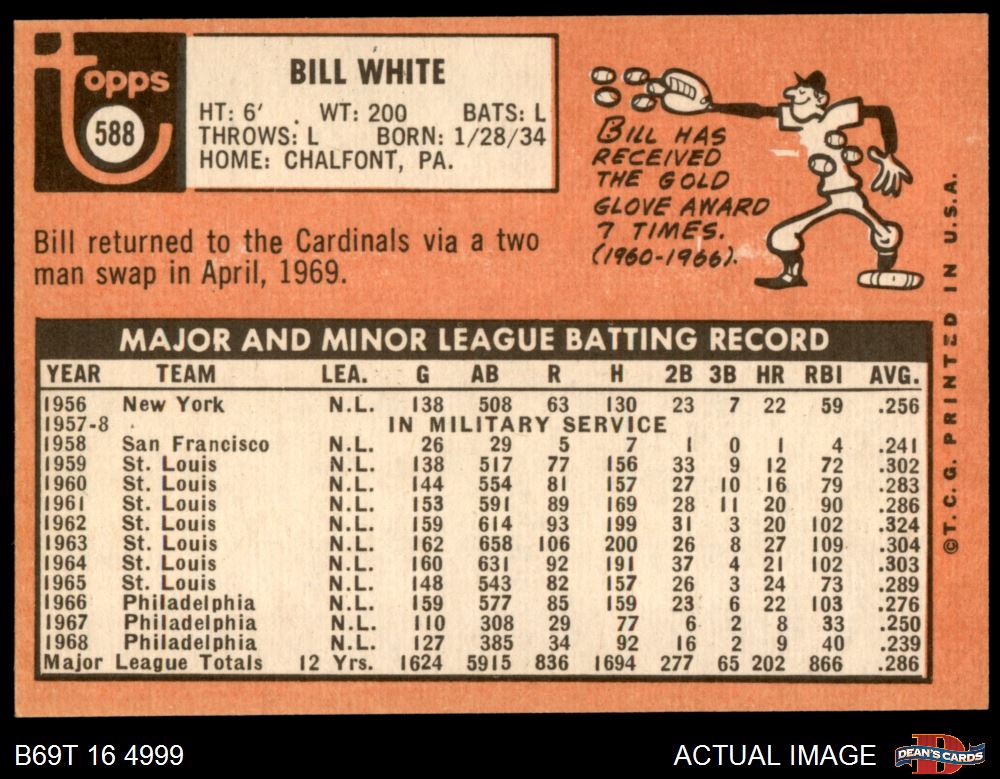 topps
588
BILL WHITE
HT: 6' . WT: 200 BATS: L
THROWS: L BORN: 1/28/34
HOME: CHALFONT, PA.
BILL HAS
RECEIVED
THE GOLD
GLOVE AWARD
7 TIMES.
(1960-1966).
Bill returned to the Cardinals via a two
man swap in April, 1969.
MAJOR AND MINOR LEAGUE BATTING RECORD
YEAR TEAM LEA. G AB R H 2B 3B HR RBI AVG.
1956 New York N.L. 138 508 63 130 23 7 22 59 .256
1957-8 IN MILITARY SERVICE
1958 San Francisco N.L. 26 29 5 7 1 0 1 4 .241
1959 St. Louis N.L. 138 517 77 156 33 9 12 72 .302
1960 St. Louis N.L. 144 554 81 157 27 10 16 79 .283
1961 St. Louis N.L. 153 591 89 169 28 11 20 90 .286
1962 St. Louis N.L. 159 614 93 199 31 3 20 102 .324
1963 St. Louis N.L. 162 658 106 200 26 8 27 109 .304
1964 St. Louis N.L. 160 631 92 191 37 4 21 102 .303
1965 St. Louis N.L. 148 543 82 157 26 3 24 73 .289
1966 Philadelphia N.L. 159 577 85 159 23 6 22 103 .276
1967 Philadelphia N.L. 110 308 29 77 6 2 8 33 .250
1968 Philadelphia N.L. 127 385 34 92 16 2 9 40 .239
Major League Totals 12 Yrs. 1624 5915 836 1694 277 65 202 866 .286
©T.C.G. PRINTED IN U.S.A.
B69T 16 4999
ACTUAL IMAGE
D
DEAN'S CARDS